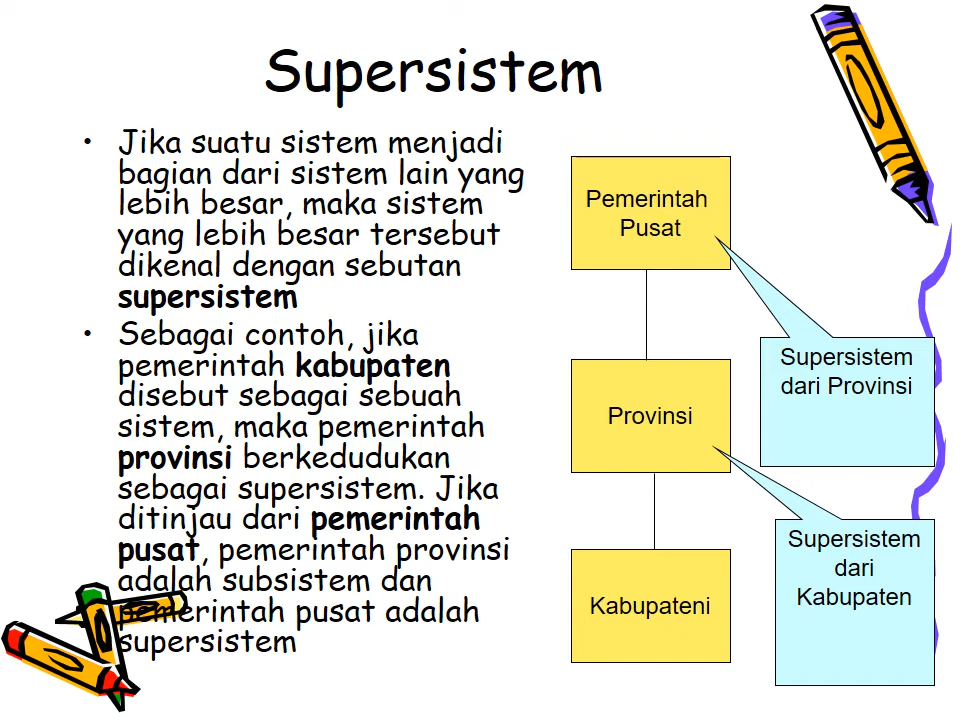 Supersistem
• Jika suatu sistem menjadi
bagian dari sistem lain yang
lebih besar, maka sistem
yang lebih besar tersebut
dikenal dengan sebutan
supersistem
• Sebagai contoh, jika
pemerintah kabupaten
disebut sebagai sebuah
sistem, maka pemerintah
provinsi berkedudukan
sebagai supersistem. Jika
ditinjau dari pemerintah
pusat, pemerintah provinsi
adalah subsistem dan
pemerintah pusat adalah
supersistem
Pemerintah
Pusat
Supersistem
dari Provinsi
Provinsi
Supersistem
dari
Kabupaten
Kabupateni